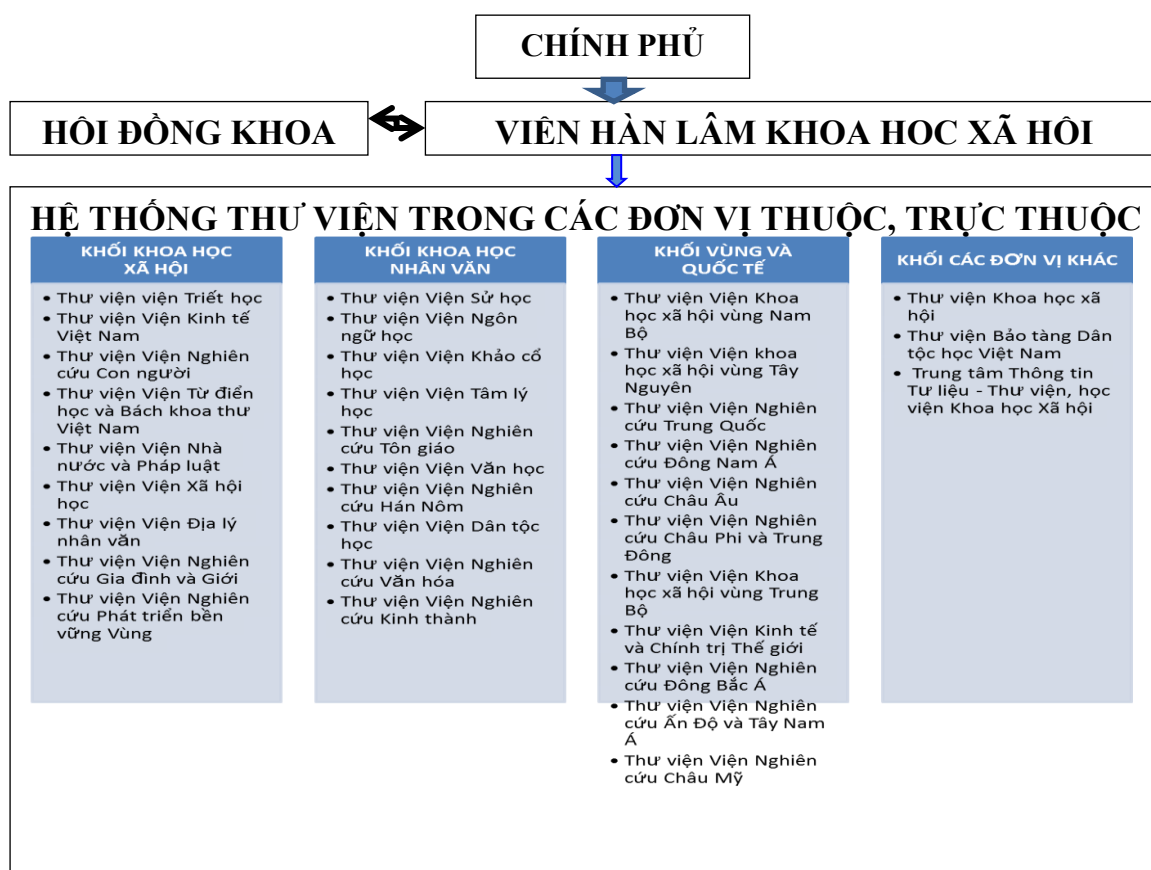 CHÍNH PHỦ
HÔI ĐỒNG KHOA
VIÊN HÀN LÂM KHOA HOC XÃ HÔI
HỆ THỐNG THƯ VIỆN TRONG CÁC ĐƠN VỊ THUỘC, TRỰC THUỘC
KHỐI KHOA HỌC
XÃ HỘI
• Thư viện viện Triết học
• Thư viện Viện Kinh tế
Việt Nam
• Thư viện Viện Nghiên
cứu Con người
• Thư viện Viện Từ điển
học và Bách khoa thư
Việt Nam
• Thư viện Viện Nhà
nước và Pháp luật
• Thư viện Viện Xã hội
học
• Thư viện Viện Địa lý
nhân văn
• Thư viện Viện Nghiên
cứu Gia đình và Giới
• Thư viện Viện Nghiên
cứu Phát triển bền
vững Vùng
KHỐI KHOA HỌC
NHÂN VĂN
• Thư viện Viện Sử học
• Thư viện Viện Ngôn
ngữ học
• Thư viện Viện Khảo cổ
học
• Thư viện Viện Tâm lý
học
• Thư viện Viện Nghiên
cứu Tôn giáo
• Thư viện Viện Văn học
• Thư viện Viện Nghiên
cứu Hán Nôm
• Thư viện Viện Dân tộc
học
• Thư viện Viện Nghiên
cứu Văn hóa
• Thư viện Viện Nghiên
cứu Kinh thành
KHỐI VÙNG VÀ
QUỐC TẾ
• Thư viện Viện Khoa
học xã hội vùng Nam
Bộ
• Thư viện Viện khoa
học xã hội vùng Tây
Nguyên
• Thư viện Viện Nghiên
cứu Trung Quốc
• Thư viện Viện Nghiên
cứu Đông Nam Á
• Thư viện Viện Nghiên
cứu Châu Âu
• Thư viện Viện Nghiên
cứu Châu Phi và Trung
Đông
• Thư viện Viện Khoa
học xã hội vùng Trung
Bộ
• Thư viện Viện Kinh tế
và Chính trị Thế giới
• Thư viện Viện Nghiên
cứu Đông Bắc Á
• Thư viện Viện Nghiên
cứu Ấn Độ và Tây Nam
Á
• Thư viện Viện Nghiên
cứu Châu Mỹ
KHỐI CÁC ĐƠN VỊ KHÁC
• Thư viện Khoa học xã
hội
• Thư viện Bảo tàng Dân
tộc học Việt Nam
• Trung tâm Thông tin
Tư liệu - Thư viện, học
viện Khoa học Xã hội